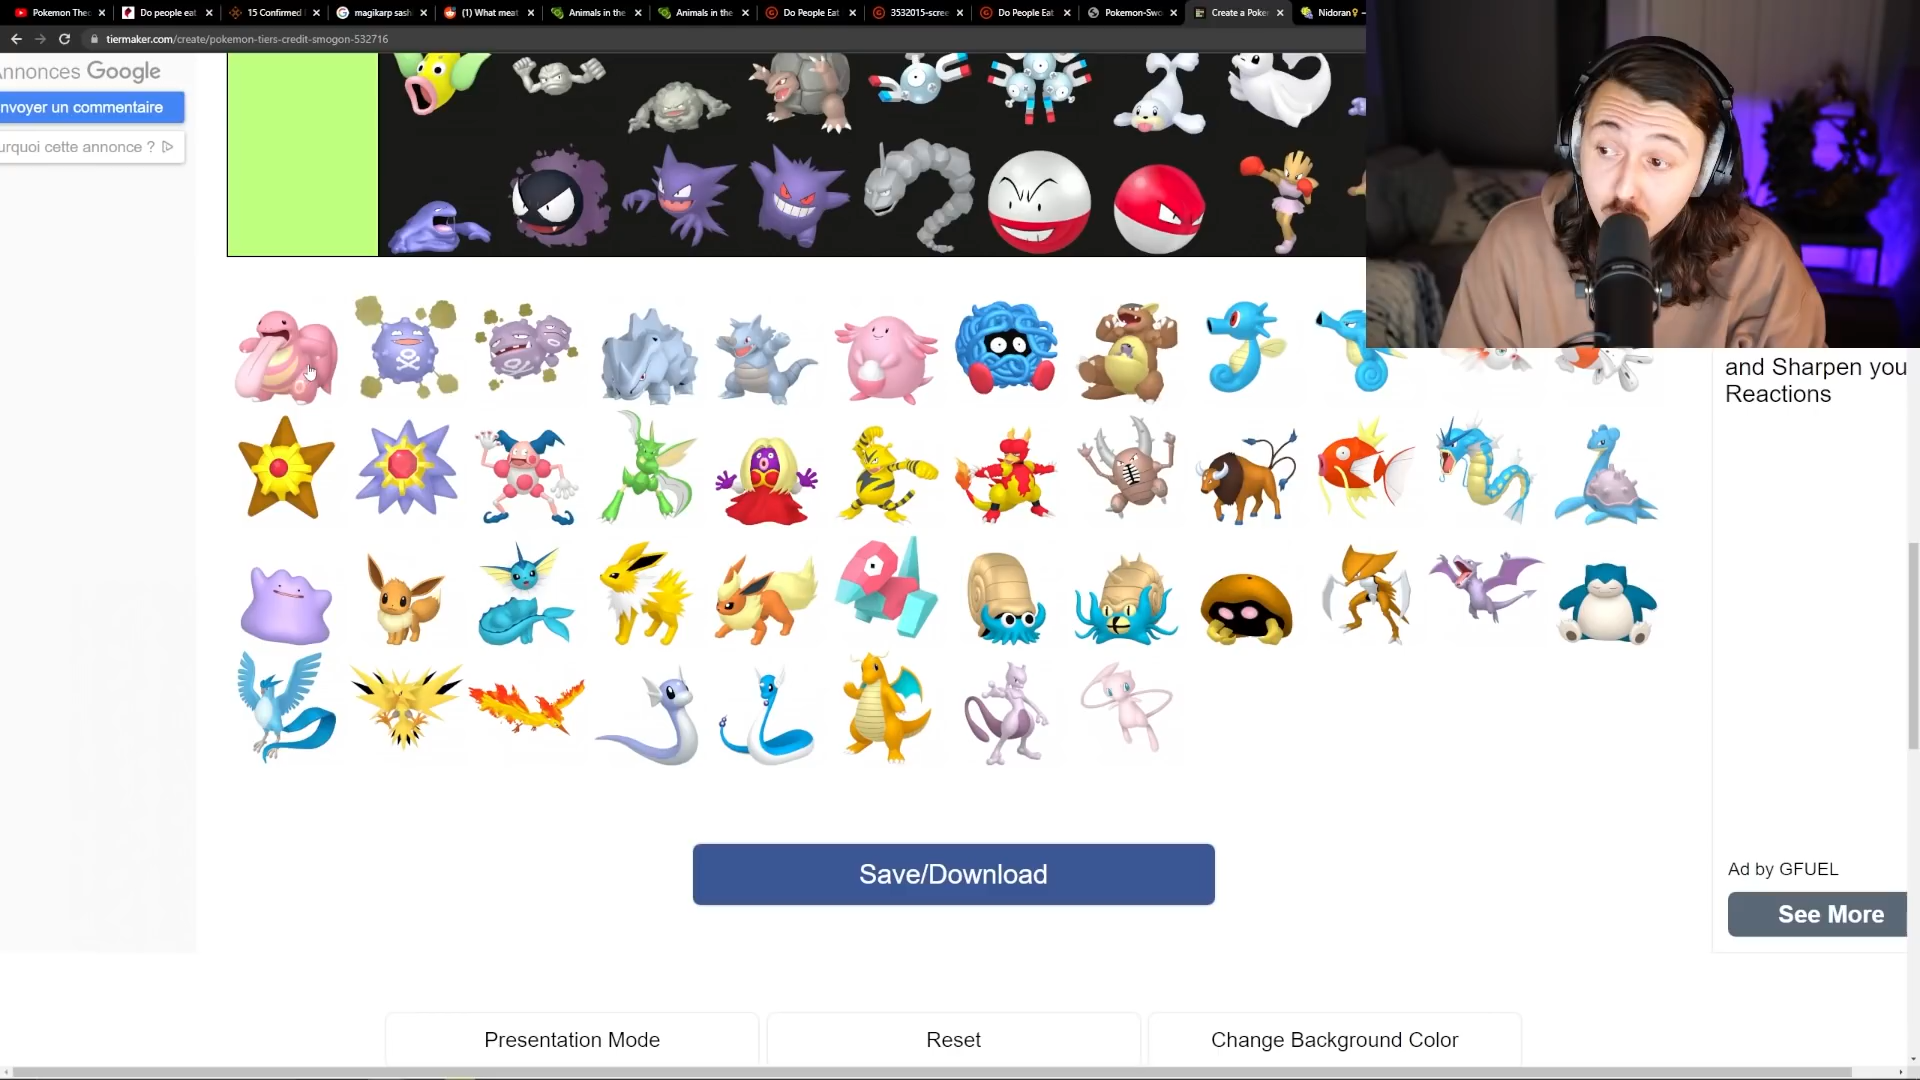 Pokemon Theo
Do people eat
15 Confirmed
magikarp sash
(1) What meat
Animals in the
Animals in the
Do People Eat
3532015-scree
Do People Eat
Pokemon-Swo
Create a Poke
Nidoran♀ –
tiermaker.com/create/pokemon-tiers-credit-smogon-532716
Annonces Google
nvoyer un commentaire
urquoi cette annonce ?
and Sharpen you
Reactions
Save/Download
Ad by GFUEL
See More
Presentation Mode
Reset
Change Background Color